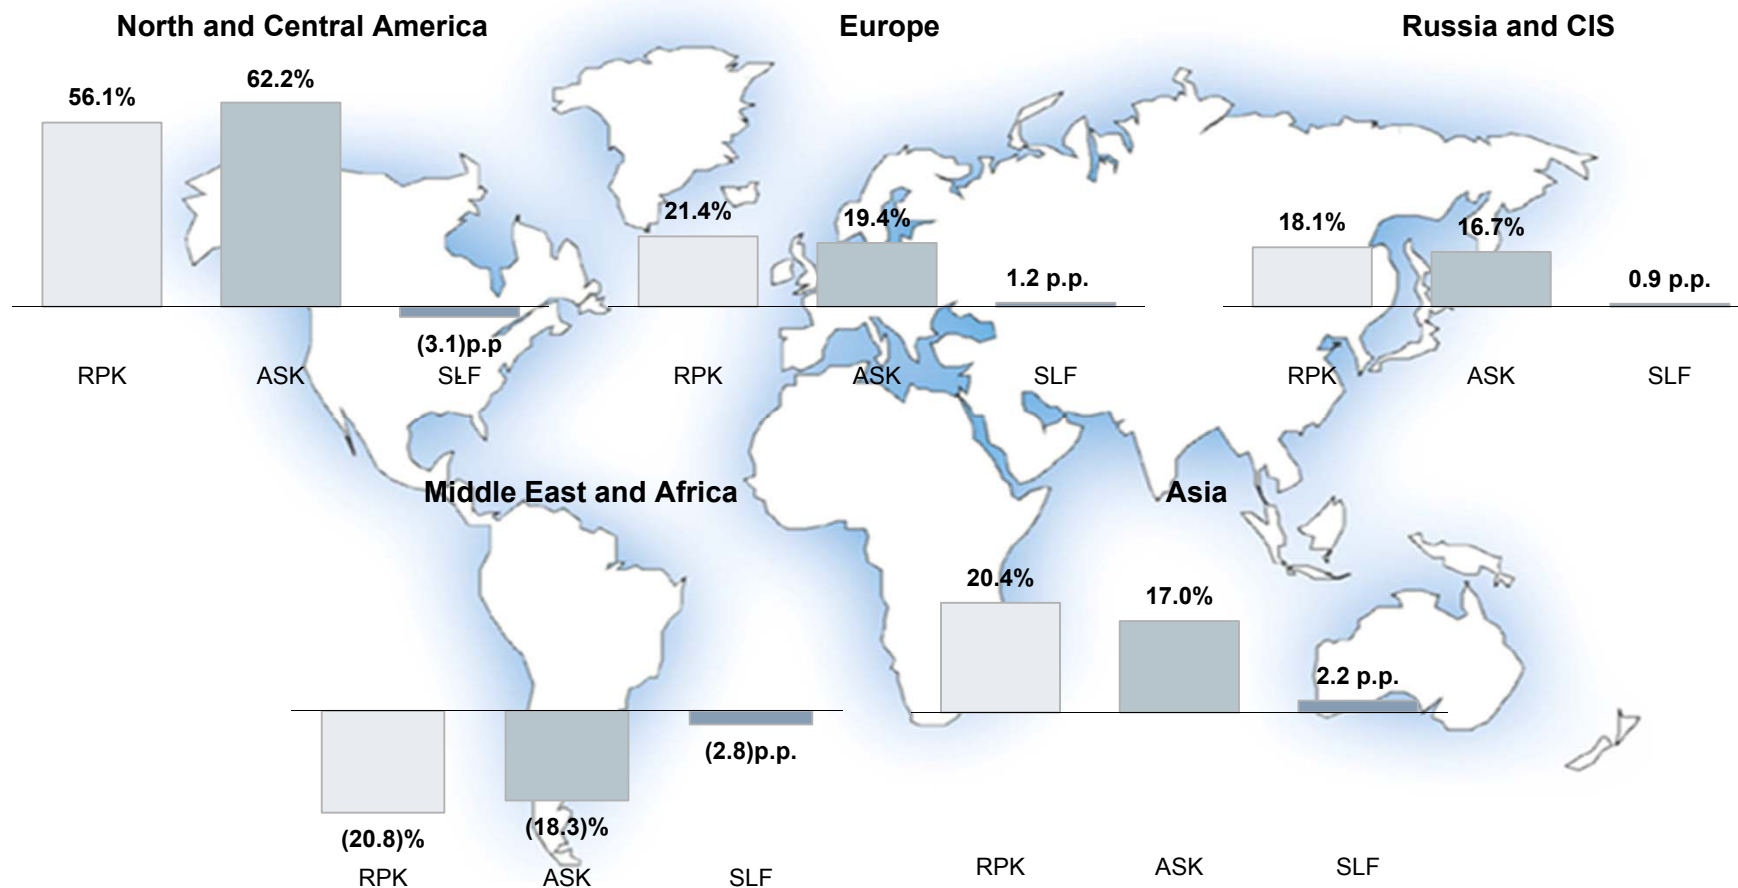 North and Central America
56.1%
62.2%
(3.1)p.p
RPK
ASK
SLF
Europe
21.4%
19.4%
1.2 p.p.
RPK
ASK
SLF
Russia and CIS
18.1%
16.7%
0.9 p.p.
RPK
ASK
SLF
Middle East and Africa
(20.8)%
(18.3)%
(2.8)p.p.
RPK
ASK
SLF
Asia
20.4%
17.0%
2.2 p.p.
RPK
ASK
SLF